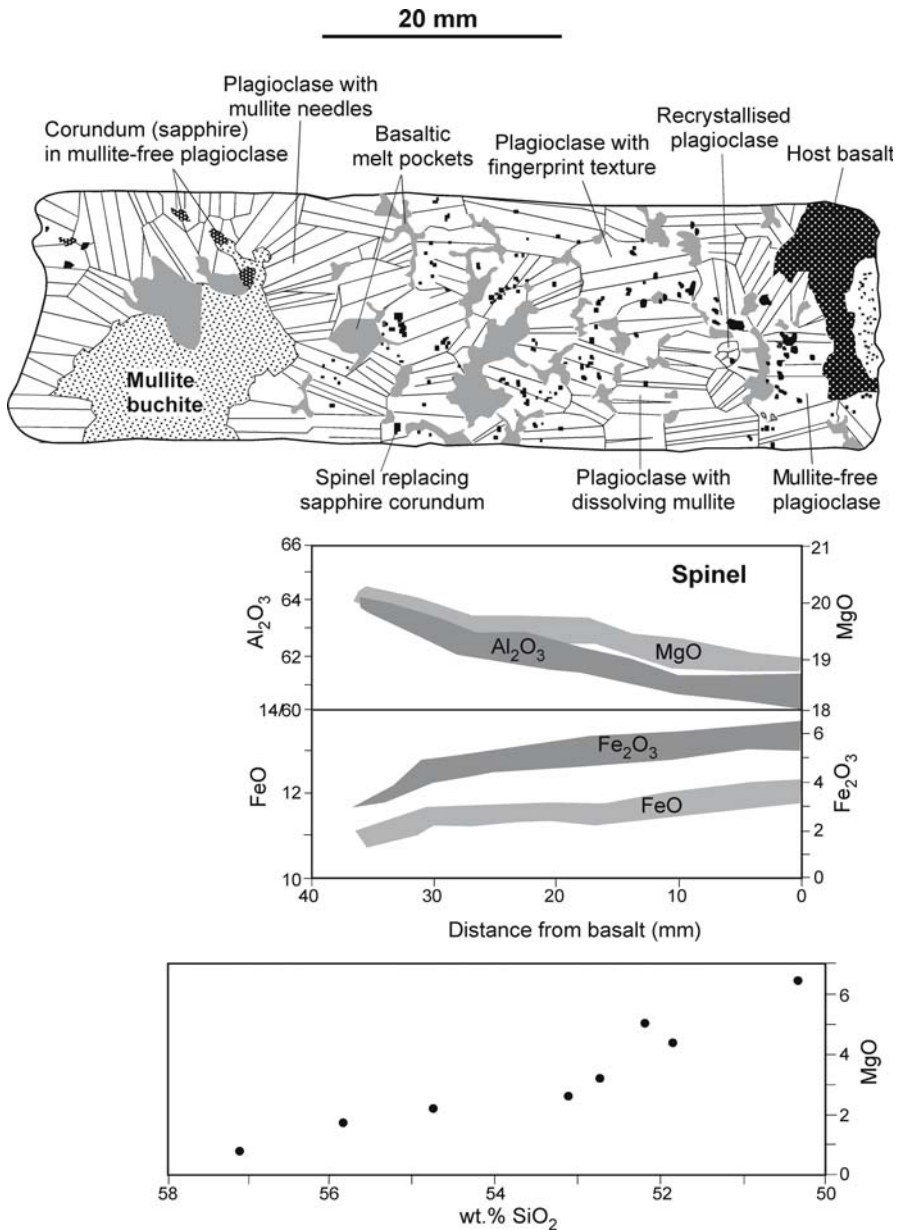 20 mm
Plagioclase with
mullite needles
Corundum (sapphire)
in mullite-free plagioclase
Basaltic
melt pockets
Plagioclase with
fingerprint texture
Recrystallised
plagioclase
Host basalt
Mullite
buchite
Spinel replacing
sapphire corundum
Plagioclase with
dissolving mullite
Mullite-free
plagioclase
66
64
62
14/60
12
10
Al2O3
FeO
Spinel
Al2O3
MgO
Fe2O3
FeO
21
20
19
18
6
4
2
0
MgO
Fe2O3
40
30
20
10
0
Distance from basalt (mm)
6
4
2
0
MgO
58
56
54
52
50
wt.% SiO2